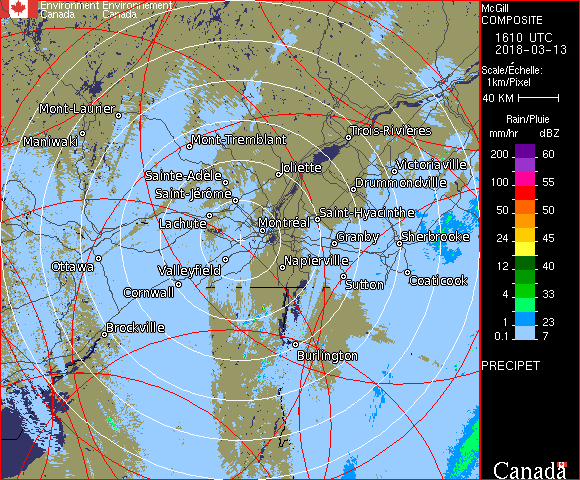 Environment Environnement
Canada Canada
McGill
COMPOSITE
1610 UTC
2018-03-13
Scale/Échelle:
1km/Pixel
40 KM
Rain/Pluie
mm/hr dBZ
200 60
100 55
50 50
24 45
12 40
4 33
1 23
0.1 7
PRECIPET
Canada
Mont-Laurier
Maniwaki
Mont-Tremblant
Trois-Rivières
Sainte-Adèle
Joliette
Victoriaville
Saint-Jérôme
Drummondville
Lachute
Montréal
Saint-Hyacinthe
Granby
Sherbrooke
Ottawa
Valleyfield
Napierville
Cornwall
Sutton
Coaticook
Brockville
Burlington